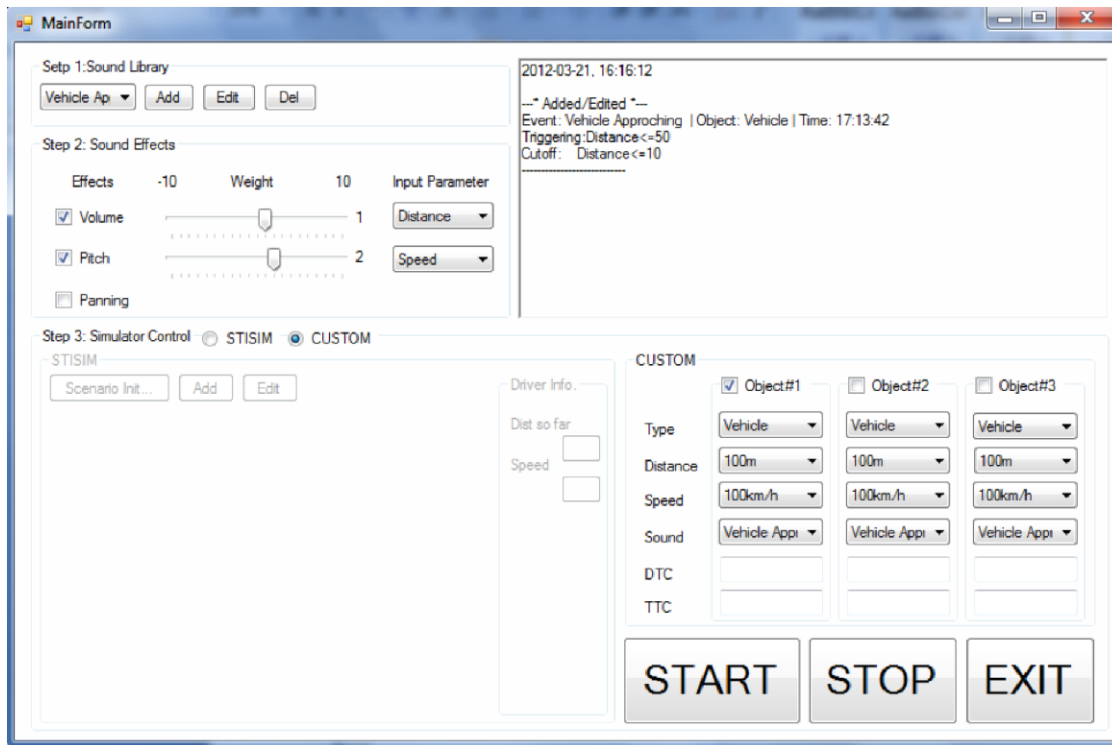 MainForm
Setp 1:Sound Library
Vehicle Ap
Add
Edit
Del
2012-03-21, 16:16:12
---* Added/Edited *---
Event: Vehicle Approching | Object: Vehicle | Time: 17:13:42
Triggering:Distance<=50
Cutoff: Distance<=10
--------------------------
Step 2: Sound Effects
Effects -10 Weight 10 Input Parameter
Volume 1 Distance
Pitch 2 Speed
Panning
Step 3: Simulator Control STISIM CUSTOM
STISIM
Scenario Init...
Add
Edit
Driver Info.
Dist so far
Speed
CUSTOM
Object#1 Object#2 Object#3
Type Vehicle Vehicle Vehicle
Distance 100m 100m 100m
Speed 100km/h 100km/h 100km/h
Sound Vehicle Appr Vehicle Appr Vehicle Appr
DTC
TTC
START STOP EXIT